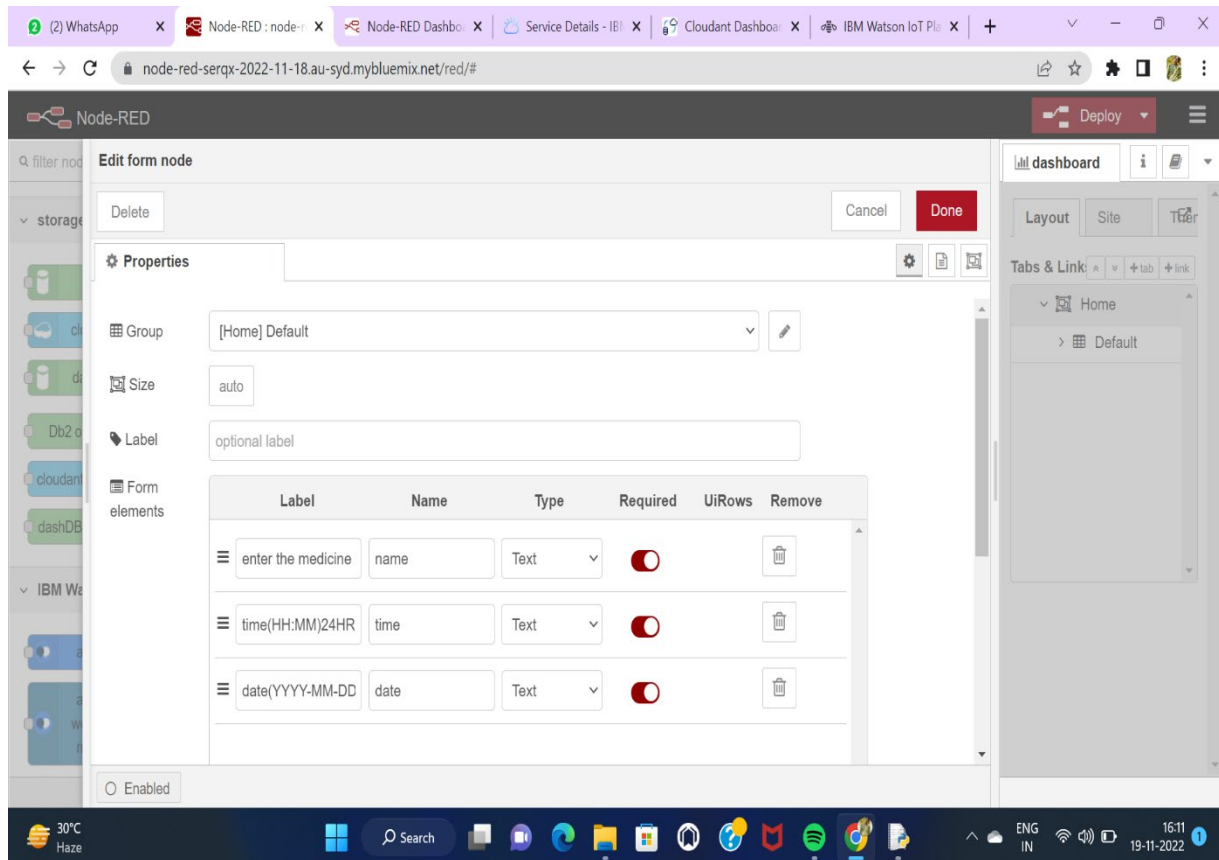 2 (2) WhatsApp X Node-RED : node-r X Node-RED Dashbo X Service Details - IBI X Cloudant Dashboar X IBM Watson IoT Pla X +
node-red-serqx-2022-11-18.au-syd.mybluemix.net/red/#
Node-RED Deploy
filter nod Edit form node dashboard i
Delete Cancel Done
storage Layout Site
Properties
Tabs & Link tab link
Home
Group [Home] Default
Default
cl
Size auto
da
Db2 o Label optional label
cloudant Form elements
Label Name Type Required UiRows Remove
dashDB
enter the medicine name Text
IBM Wa
time(HH:MM)24HR time Text
a
date(YYYY-MM-DD date Text
a
w
n
Enabled
30°C
Haze
Search
ENG
IN
16:11
19-11-2022
1